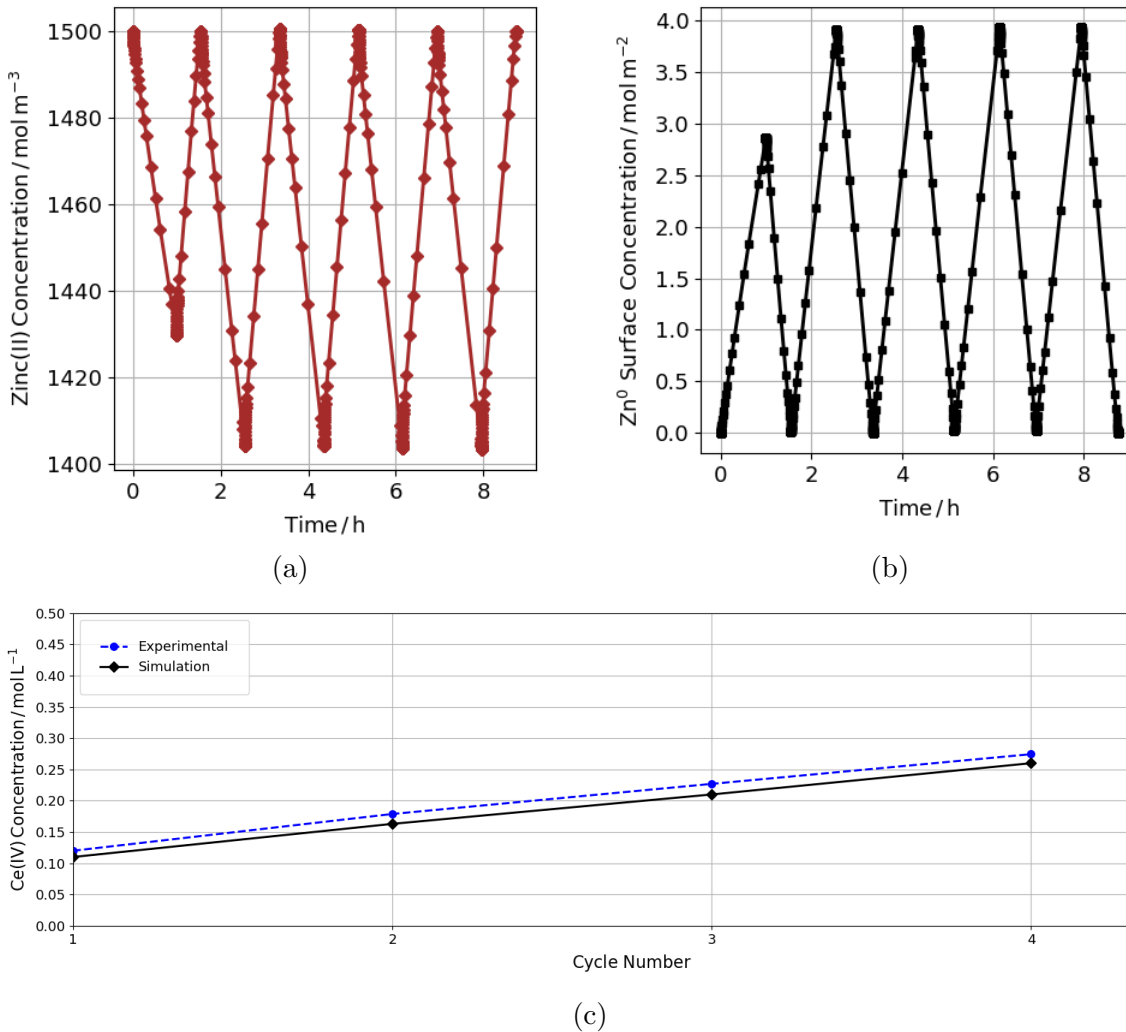 1500
1480
1460
1440
1420
1400
Zinc(II) Concentration / mol m⁻³
0 2 4 6 8
Time / h
(a)
4.0
3.5
3.0
2.5
2.0
1.5
1.0
0.5
0.0
Zn⁰ Surface Concentration / mol m⁻²
0 2 4 6 8
Time / h
(b)
0.50
0.45
0.40
0.35
0.30
0.25
0.20
0.15
0.10
0.05
0.00
Ce(IV) Concentration / mol L⁻¹
Experimental
Simulation
1 2 3 4
Cycle Number
(c)